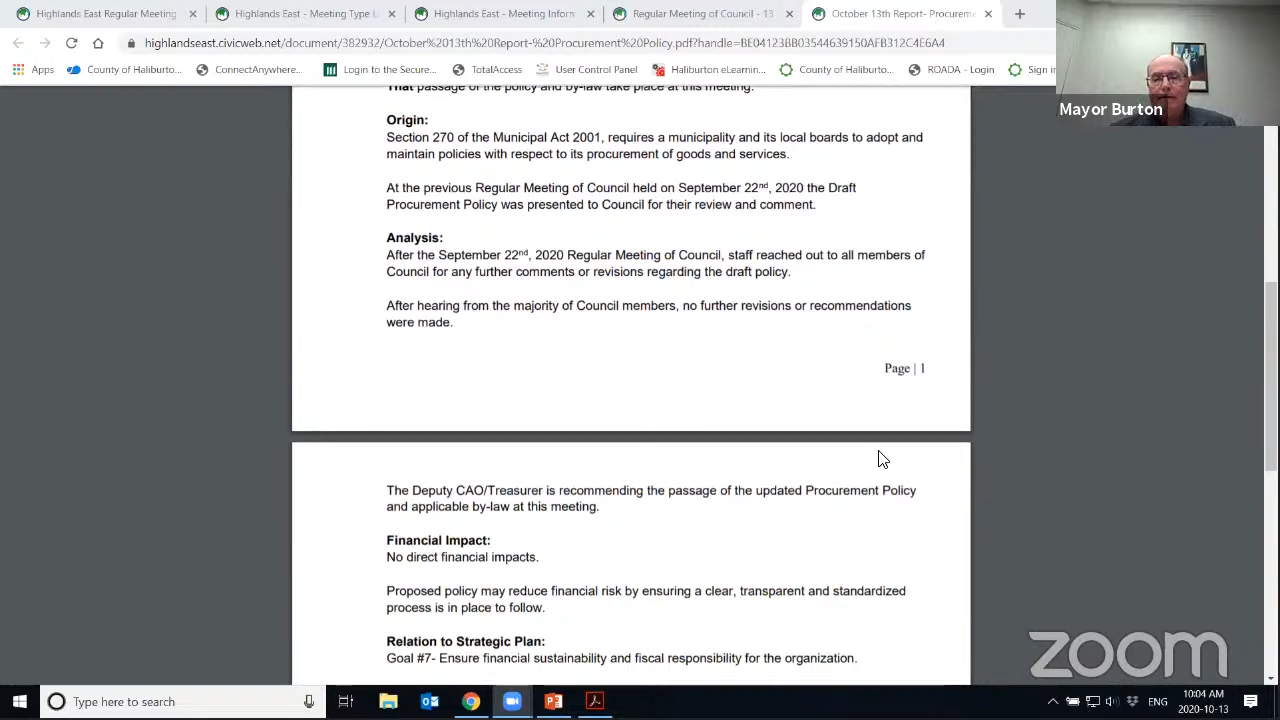 Highlands East Regular Meeting
Highlands East - Meeting Type L
Highlands East - Meeting Inform
Regular Meeting of Council - 13
October 13th Report- Procureme
highlandseast.civicweb.net/document/382932/October%2013th%20Report-%20Procurement%20Policy.pdf?handle=BE04123BB03544639150AFB312C4E6A4
Apps
County of Haliburto...
ConnectAnywhere...
Login to the Secure...
TotalAccess
User Control Panel
Haliburton eLearnin...
County of Haliburto...
ROADA - Login
Sign in
Mayor Burton
That passage of the policy and by-law take place at this meeting.
Origin:
Section 270 of the Municipal Act 2001, requires a municipality and its local boards to adopt and
maintain policies with respect to its procurement of goods and services.
At the previous Regular Meeting of Council held on September 22nd, 2020 the Draft
Procurement Policy was presented to Council for their review and comment.
Analysis:
After the September 22nd, 2020 Regular Meeting of Council, staff reached out to all members of
Council for any further comments or revisions regarding the draft policy.
After hearing from the majority of Council members, no further revisions or recommendations
were made.
Page | 1
The Deputy CAO/Treasurer is recommending the passage of the updated Procurement Policy
and applicable by-law at this meeting.
Financial Impact:
No direct financial impacts.
Proposed policy may reduce financial risk by ensuring a clear, transparent and standardized
process is in place to follow.
Relation to Strategic Plan:
Goal #7- Ensure financial sustainability and fiscal responsibility for the organization.
zoom
Type here to search
ENG
10:04 AM
2020-10-13